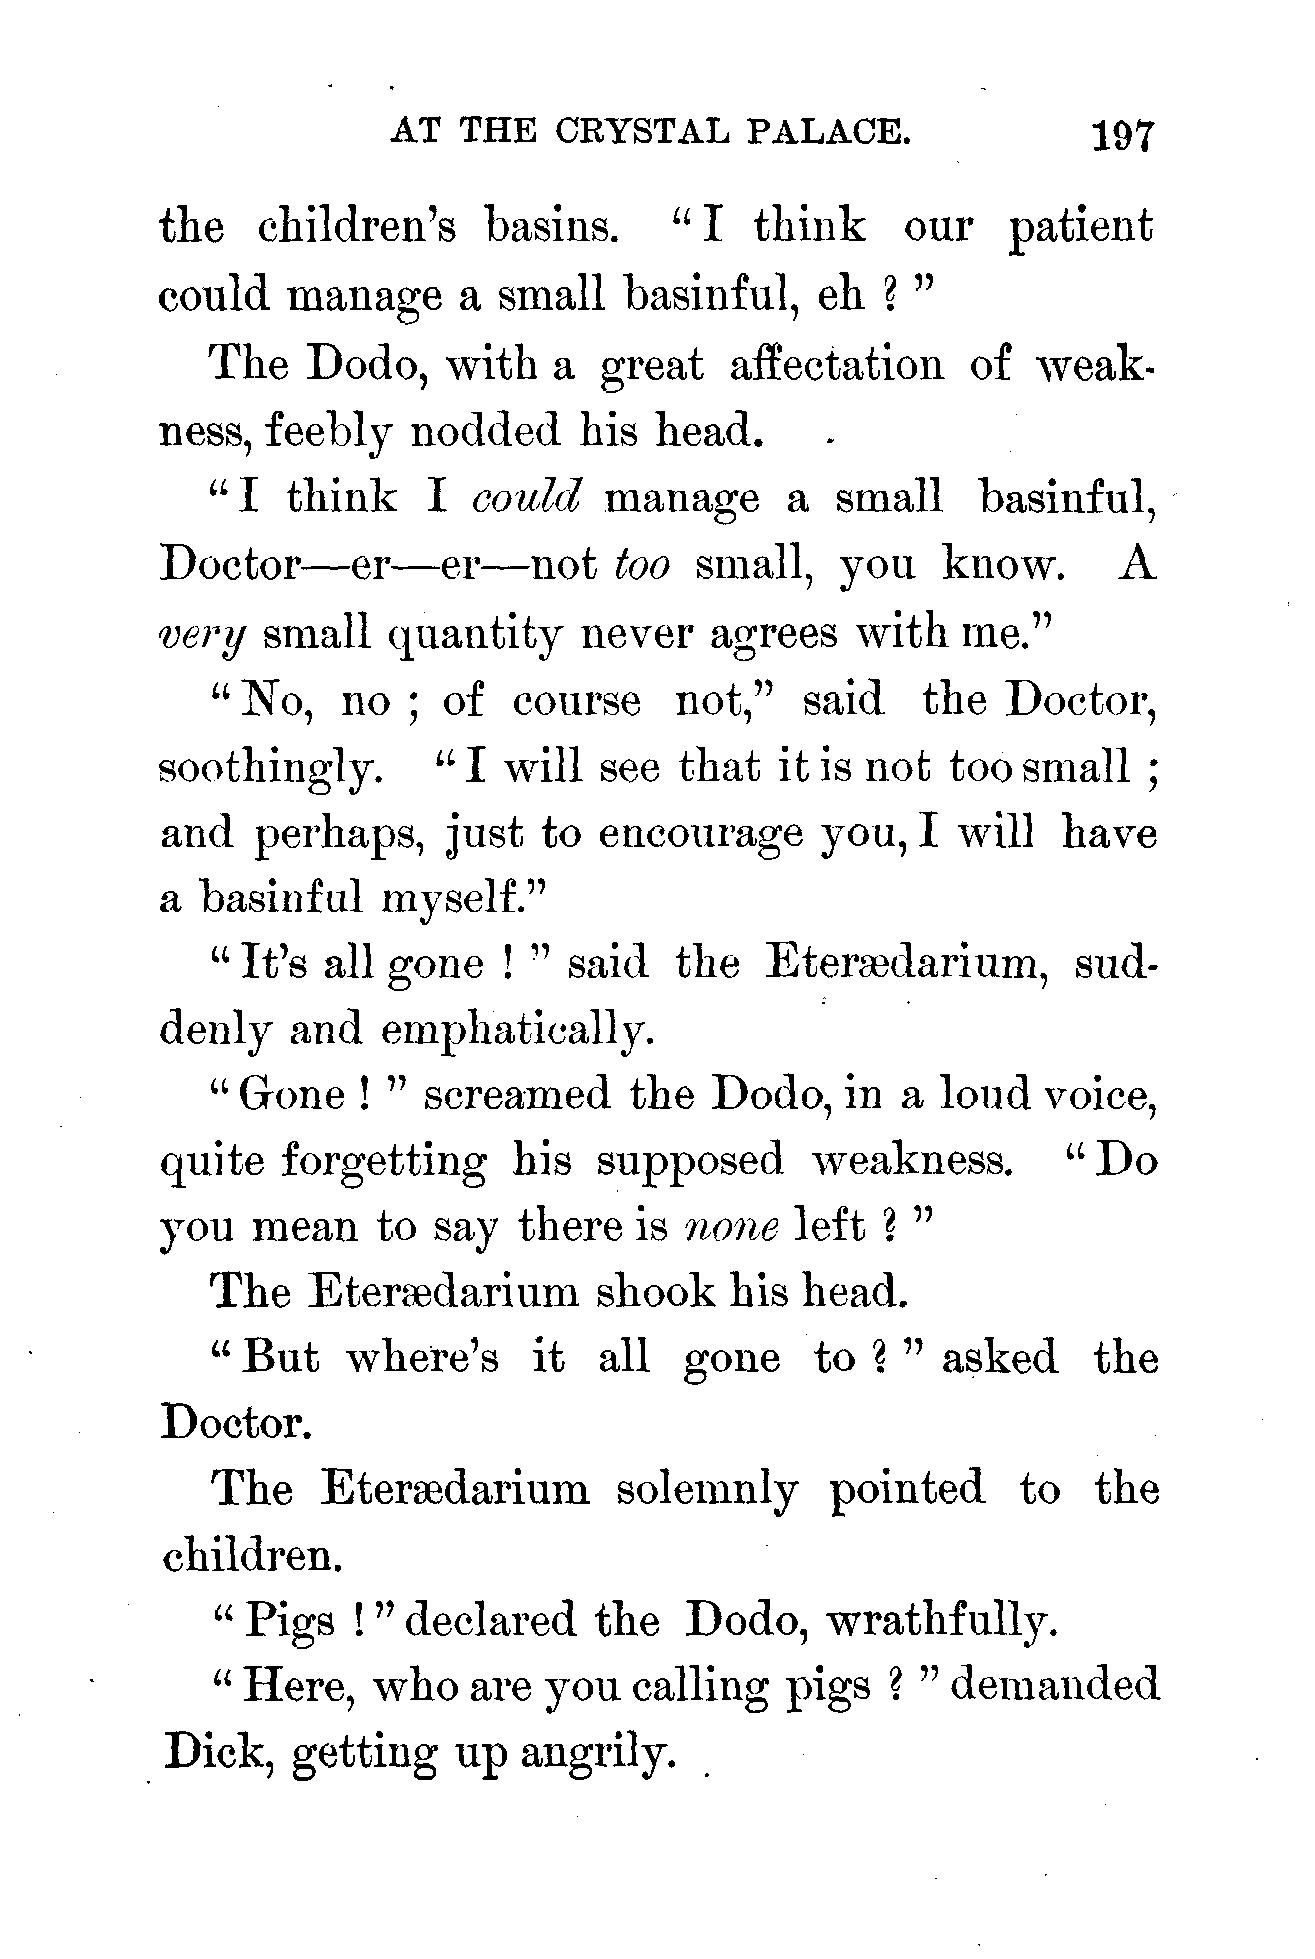 AT THE CRYSTAL PALACE. 197
the children's basins. “ I think our patient
could manage a small basinful, eh ? ”
The Dodo, with a great affectation of weak-
ness, feebly nodded his head.
“ I think I could manage a small basinful,
Doctor—er—er—not too small, you know. A
very small quantity never agrees with me.”
“ No, no ; of course not,” said the Doctor,
soothingly. “ I will see that it is not too small ;
and perhaps, just to encourage you, I will have
a basinful myself.”
“ It's all gone ! ” said the Eterædarium, sud-
denly and emphatically.
“ Gone ! ” screamed the Dodo, in a loud voice,
quite forgetting his supposed weakness. “ Do
you mean to say there is none left ? ”
The Eterædarium shook his head.
“ But where's it all gone to ? ” asked the
Doctor.
The Eterædarium solemnly pointed to the
children.
“ Pigs ! ” declared the Dodo, wrathfully.
“ Here, who are you calling pigs ? ” demanded
Dick, getting up angrily.